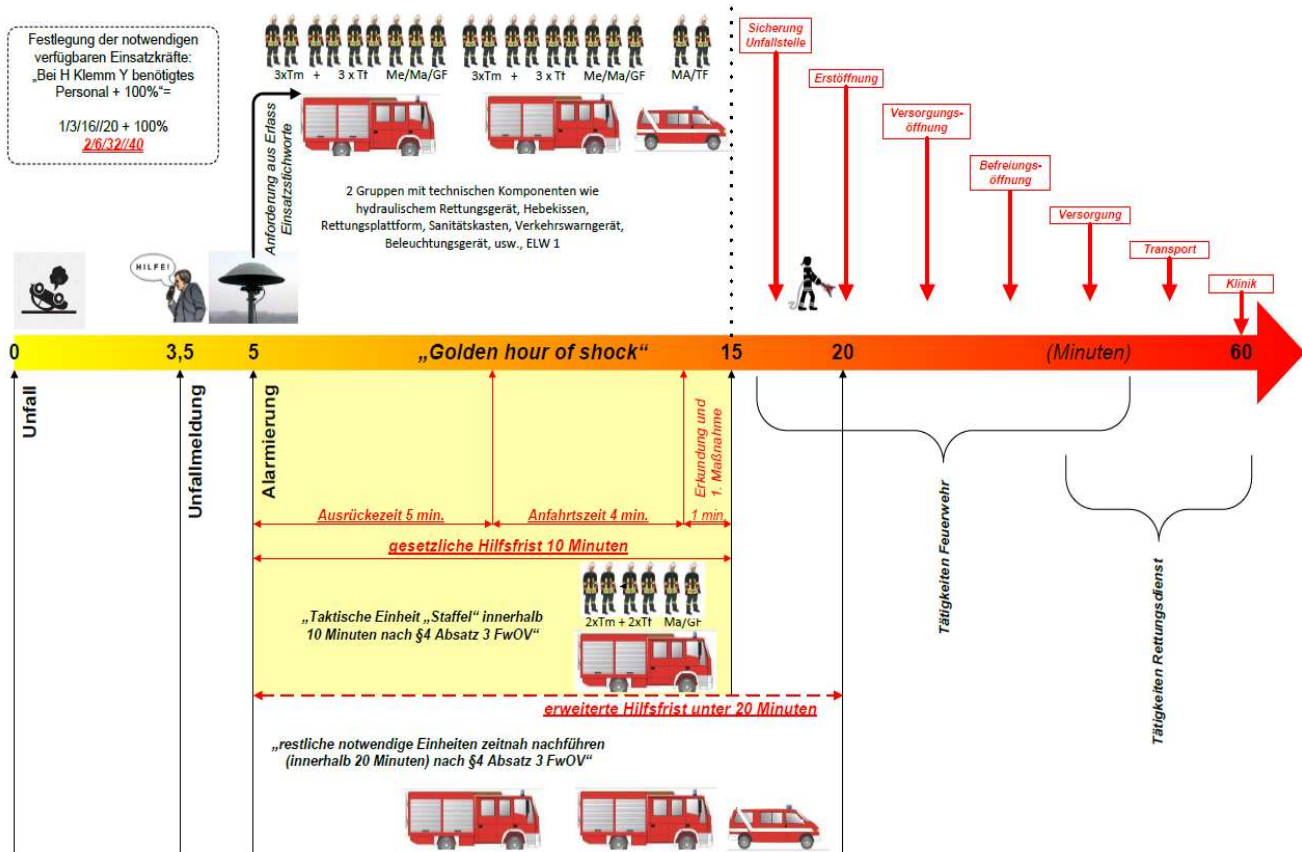 Festlegung der notwendigen
verfügbaren Einsatzkräfte:
„Bei H Klemm Y benötigtes
Personal + 100%“=
1/3/16//20 + 100%
2/6/32//40
Anforderung aus Erlass
Einsatzstichworte
3xTm + 3 x Tt Me/Ma/GF
3xTm + 3 x Tt Me/Ma/GF
MA/TF
2 Gruppen mit technischen Komponenten wie
hydraulischem Rettungsgerät, Hebekissen,
Rettungsplattform, Sanitätskasten, Verkehrswarngerät,
Beleuchtungsgerät, usw., ELW 1
Sicherung
Unfallstelle
Erstöffnung
Versorgungs-
öffnung
Befreiungs-
öffnung
Versorgung
Transport
Klinik
HILFE!
0
3,5
5
„Golden hour of shock“
15
20
(Minuten)
60
Unfall
Unfallmeldung
Alarmierung
Ausrückezeit 5 min.
Anfahrtszeit 4 min.
Erkundung und
1. Maßnahme
1 min.
gesetzliche Hilfsfrist 10 Minuten
„Taktische Einheit „Staffel“ innerhalb
10 Minuten nach §4 Absatz 3 FwOV“
2xTm + 2xTt Ma/GF
erweiterte Hilfsfrist unter 20 Minuten
„restliche notwendige Einheiten zeitnah nachführen
(innerhalb 20 Minuten) nach §4 Absatz 3 FwOV“
Tätigkeiten Feuerwehr
Tätigkeiten Rettungsdienst